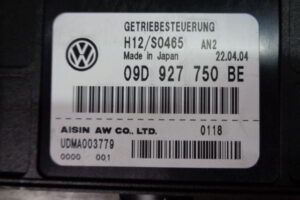 GETRIEBESTEUERUNG
H12/S0465 AN2
Made in Japan 22.04.04
09D 927 750 BE
AISIN AW CO., LTD. 0118
UDMA003779
0000 001